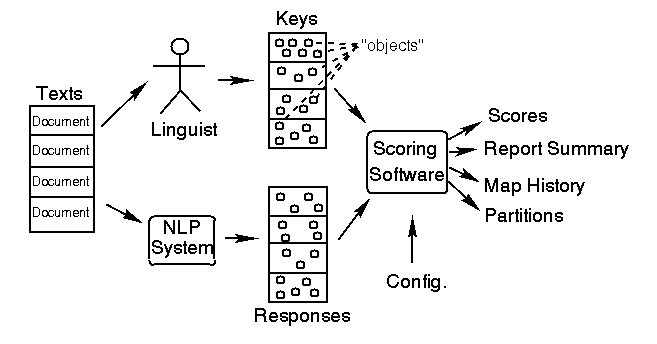 Keys
"objects"
Texts
Document
Document
Document
Document
Linguist
NLP
System
Responses
Scoring
Software
Config.
Scores
Report Summary
Map History
Partitions